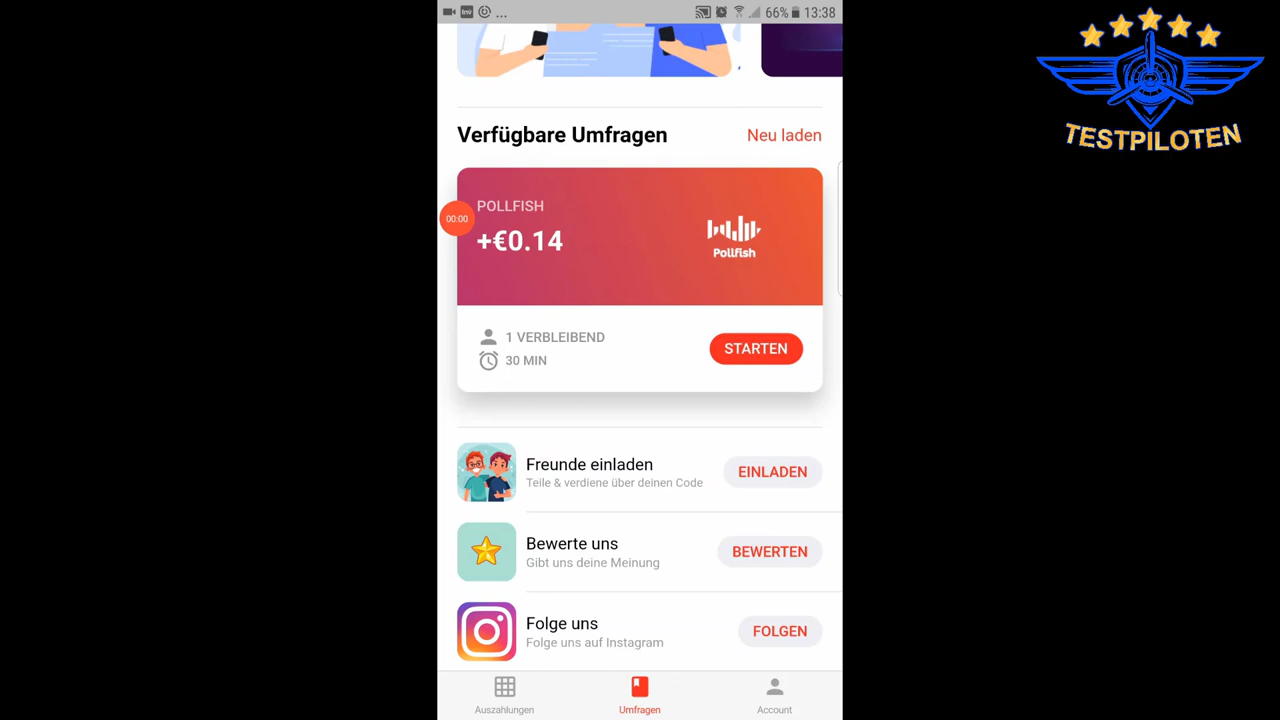 ... 66% 13:38
TESTPILOTEN
Verfügbare Umfragen Neu laden
POLLFISH
00:00
+€0.14
Pollfish
1 VERBLEIBEND
30 MIN
STARTEN
Freunde einladen
Teile & verdiene über deinen Code
EINLADEN
Bewerte uns
Gibt uns deine Meinung
BEWERTEN
Folge uns
Folge uns auf Instagram
FOLGEN
Auszahlungen Umfragen Account